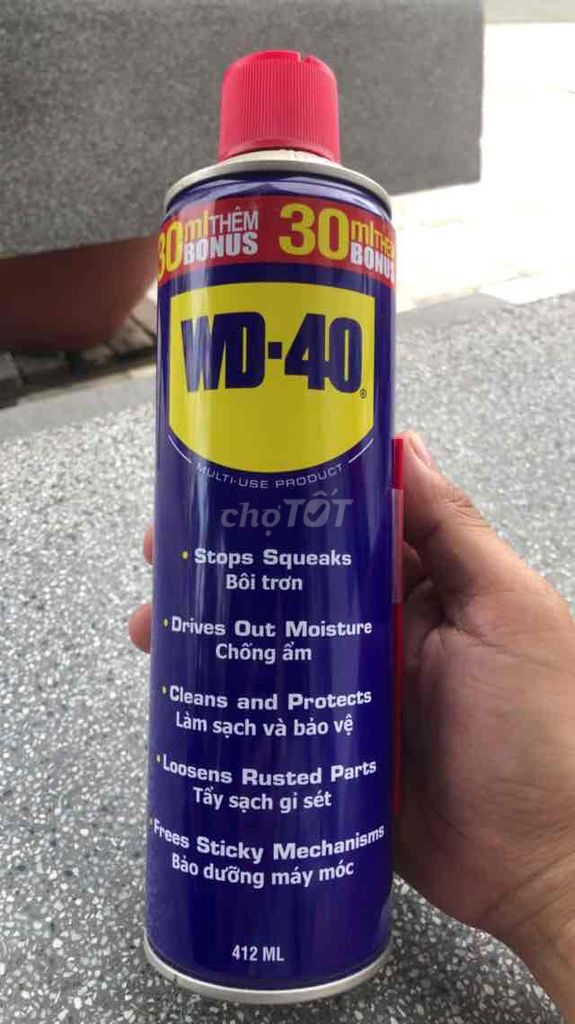 30ml THÊM BONUS 30ml THÊM BONUS
WD-40®
MULTI-USE PRODUCT
chợTỐT
• Stops Squeaks
Bôi trơn
• Drives Out Moisture
Chống ẩm
• Cleans and Protects
Làm sạch và bảo vệ
• Loosens Rusted Parts
Tẩy sạch gỉ sét
• Frees Sticky Mechanisms
Bảo dưỡng máy móc
412 ML